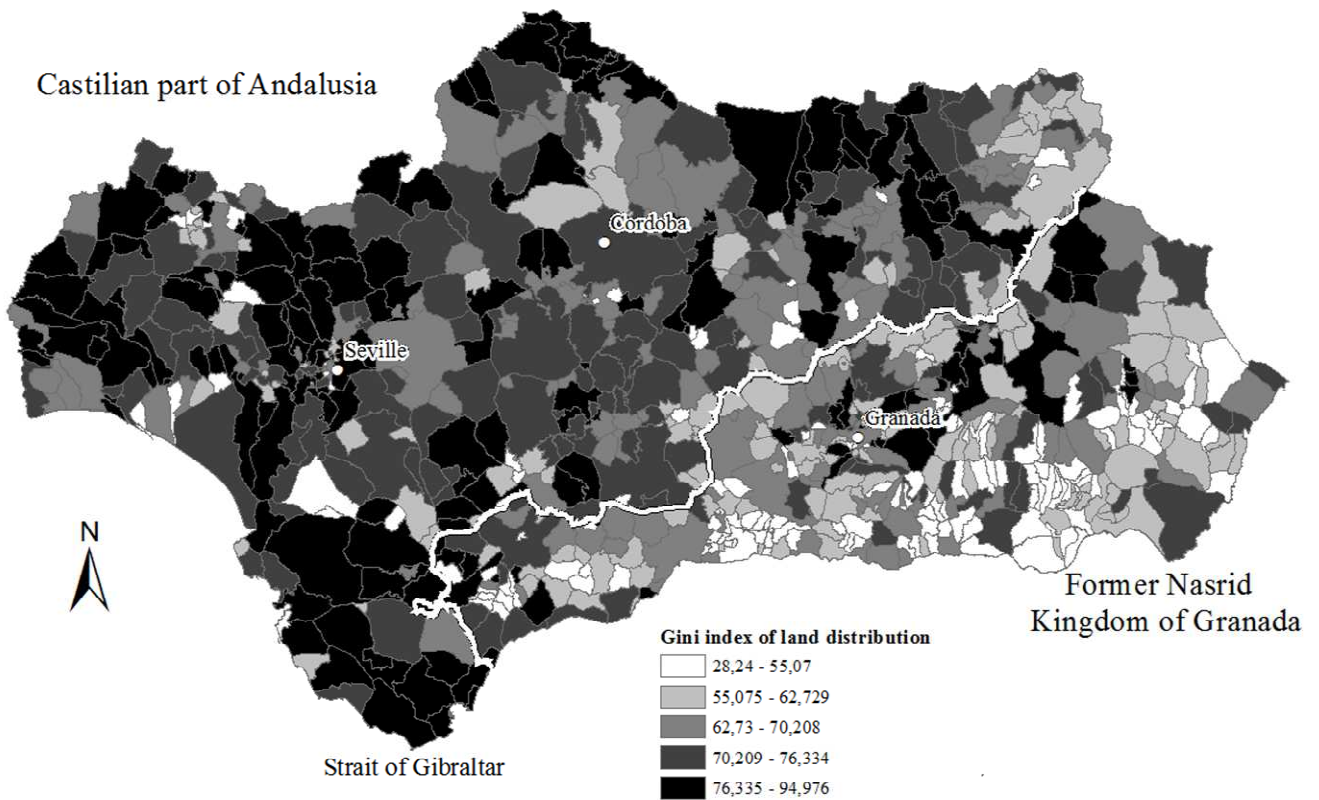 Castilian part of Andalusia
Córdoba
Seville
Granada
N
Former Nasrid
Kingdom of Granada
Gini index of land distribution
28,24 - 55,07
55,075 - 62,729
62,73 - 70,208
70,209 - 76,334
76,335 - 94,976
Strait of Gibraltar